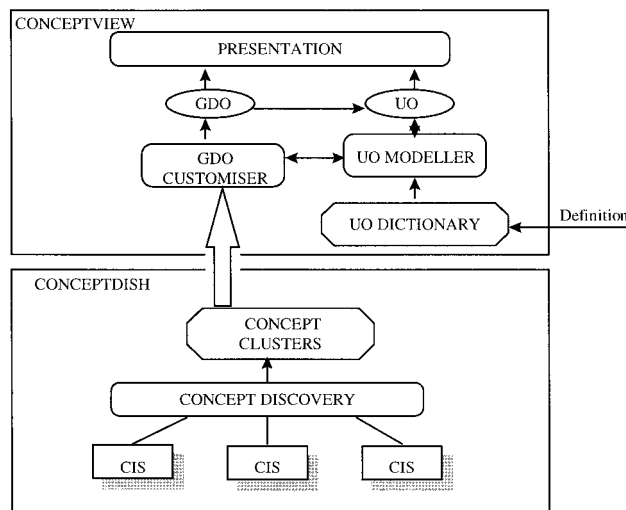 CONCEPTVIEW
PRESENTATION
GDO
UO
GDO
CUSTOMISER
UO MODELLER
UO DICTIONARY
Definition
CONCEPTDISH
CONCEPT
CLUSTERS
CONCEPT DISCOVERY
CIS
CIS
CIS